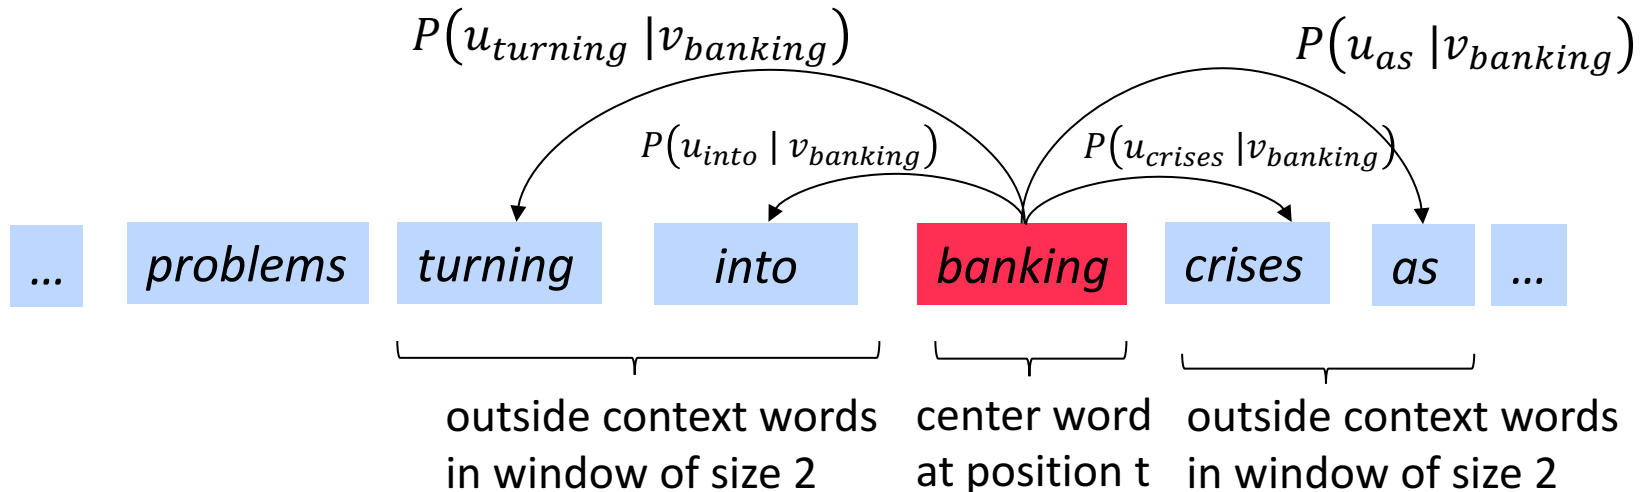 P(u_turning | v_banking)
P(u_as | v_banking)
P(u_into | v_banking)
P(u_crises | v_banking)
... problems turning into banking crises as ...
outside context words
in window of size 2
center word
at position t
outside context words
in window of size 2